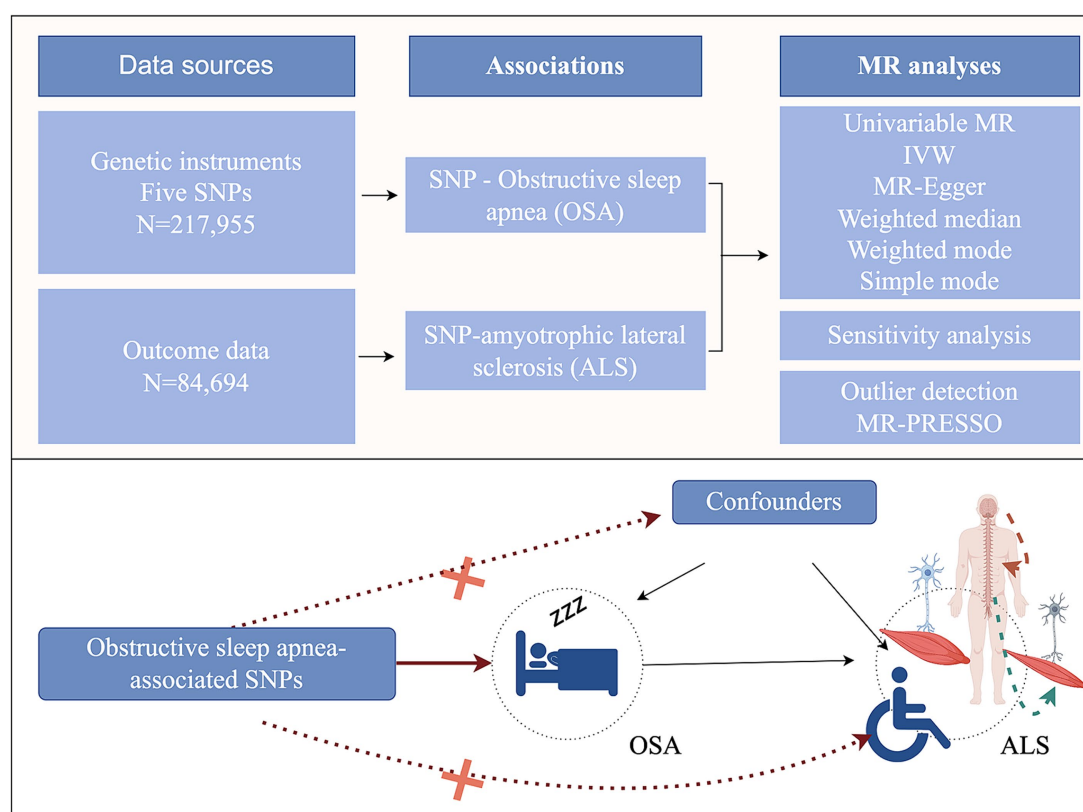 Data sources
Associations
MR analyses
Genetic instruments
Five SNPs
N=217,955
SNP - Obstructive sleep
apnea (OSA)
Univariable MR
IVW
MR-Egger
Weighted median
Weighted mode
Simple mode
Outcome data
N=84,694
SNP-amyotrophic lateral
sclerosis (ALS)
Sensitivity analysis
Outlier detection
MR-PRESSO
Confounders
ZZZ
Obstructive sleep apnea-
associated SNPs
OSA
ALS